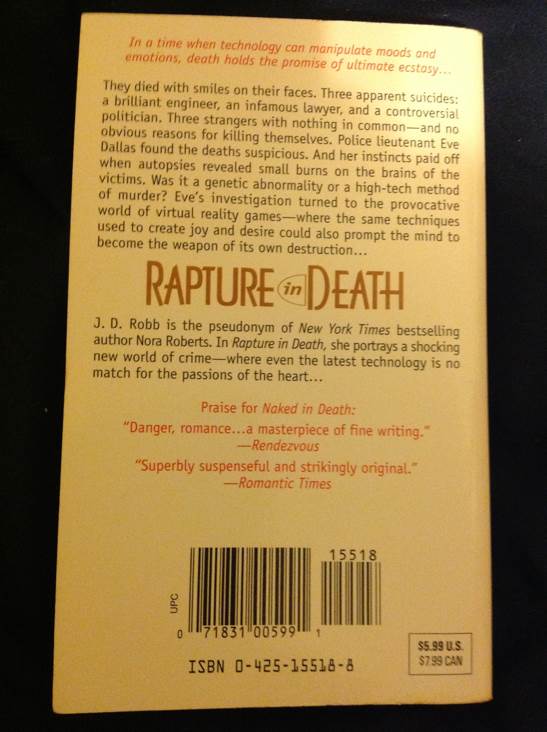 In a time when technology can manipulate moods and
emotions, death holds the promise of ultimate ecstasy...
They died with smiles on their faces. Three apparent suicides:
a brilliant engineer, an infamous lawyer, and a controversial
politician. Three strangers with nothing in common—and no
obvious reasons for killing themselves. Police lieutenant Eve
Dallas found the deaths suspicious. And her instincts paid off
when autopsies revealed small burns on the brains of the
victims. Was it a genetic abnormality or a high-tech method
of murder? Eve's investigation turned to the provocative
world of virtual reality games—where the same techniques
used to create joy and desire could also prompt the mind to
become the weapon of its own destruction...
RAPTURE in DEATH
J. D. Robb is the pseudonym of New York Times bestselling
author Nora Roberts. In Rapture in Death, she portrays a shocking
new world of crime—where even the latest technology is no
match for the passions of the heart...
Praise for Naked in Death:
"Danger, romance...a masterpiece of fine writing."
—Rendezvous
"Superbly suspenseful and strikingly original."
—Romantic Times
15518
UPC
0 71831 00599 1
ISBN 0-425-15518-8
$5.99 U.S.
$7.99 CAN